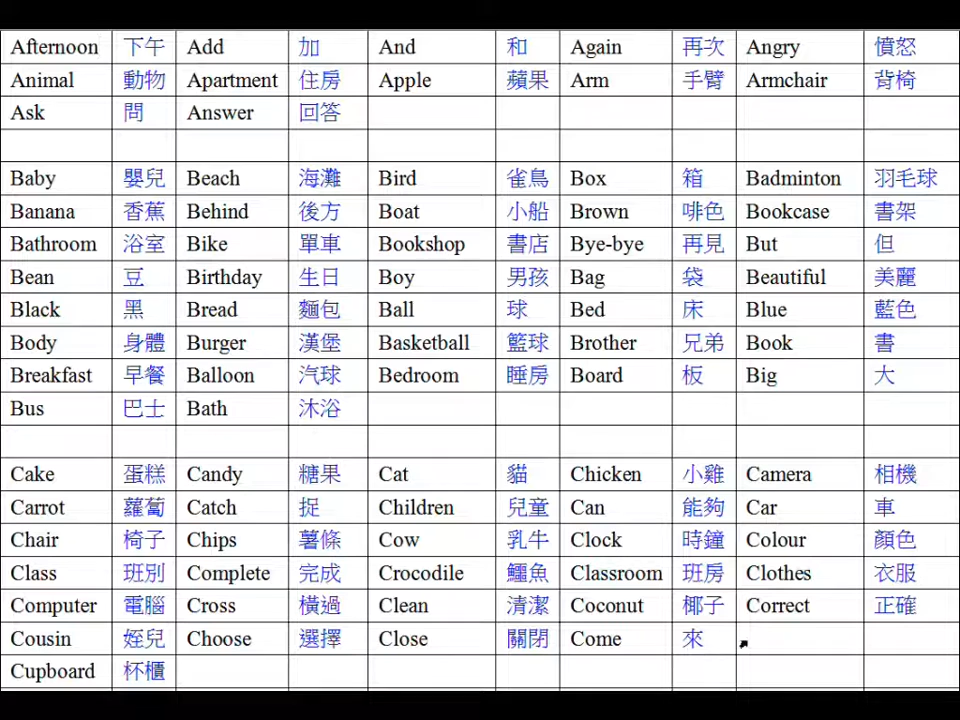 Afternoon 下午 Add 加 And 和 Again 再次 Angry 憤怒
Animal 動物 Apartment 住房 Apple 蘋果 Arm 手臂 Armchair 背椅
Ask 問 Answer 回答
Baby 嬰兒 Beach 海灘 Bird 雀鳥 Box 箱 Badminton 羽毛球
Banana 香蕉 Behind 後方 Boat 小船 Brown 啡色 Bookcase 書架
Bathroom 浴室 Bike 單車 Bookshop 書店 Bye-bye 再見 But 但
Bean 豆 Birthday 生日 Boy 男孩 Bag 袋 Beautiful 美麗
Black 黑 Bread 麵包 Ball 球 Bed 床 Blue 藍色
Body 身體 Burger 漢堡 Basketball 籃球 Brother 兄弟 Book 書
Breakfast 早餐 Balloon 汽球 Bedroom 睡房 Board 板 Big 大
Bus 巴士 Bath 沐浴
Cake 蛋糕 Candy 糖果 Cat 貓 Chicken 小雞 Camera 相機
Carrot 蘿蔔 Catch 捉 Children 兒童 Can 能夠 Car 車
Chair 椅子 Chips 薯條 Cow 乳牛 Clock 時鐘 Colour 顏色
Class 班別 Complete 完成 Crocodile 鱷魚 Classroom 班房 Clothes 衣服
Computer 電腦 Cross 橫過 Clean 清潔 Coconut 椰子 Correct 正確
Cousin 姪兒 Choose 選擇 Close 關閉 Come 來
Cupboard 杯櫃